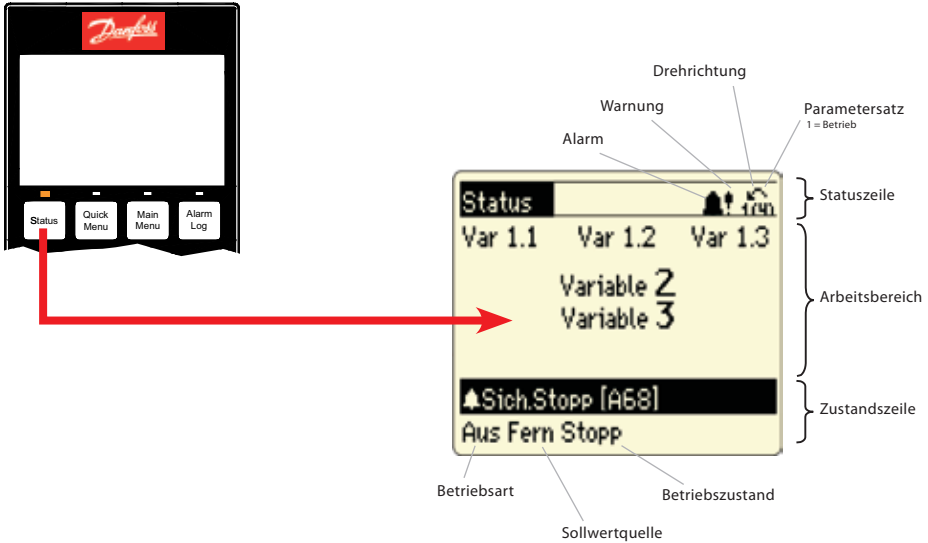 Danfoss
Status
Quick
Menu
Main
Menu
Alarm
Log
Drehrichtung
Warnung
Parametersatz
1 = Betrieb
Alarm
Status
! 1(4)
Statuszeile
Var 1.1 Var 1.2 Var 1.3
Variable 2
Variable 3
Arbeitsbereich
Sich.Stopp [A68]
Aus Fern Stopp
Zustandszeile
Betriebsart
Betriebszustand
Sollwertquelle